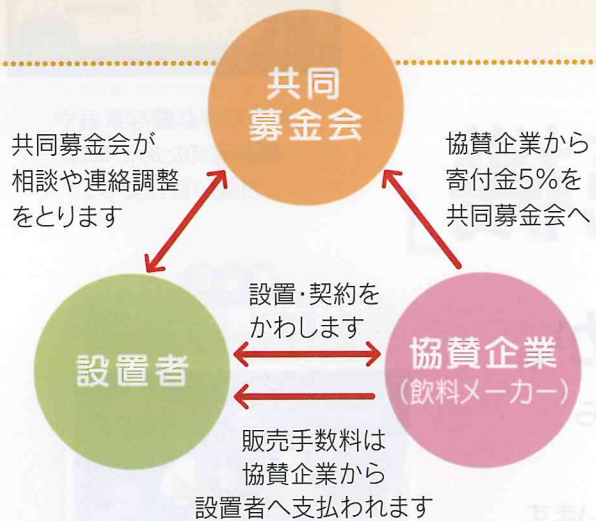 共同
募金会
共同募金会が
相談や連絡調整
をとります
協賛企業から
寄付金5%を
共同募金会へ
設置・契約を
かわします
設置者
協賛企業
(飲料メーカー)
販売手数料は
協賛企業から
設置者へ支払われます